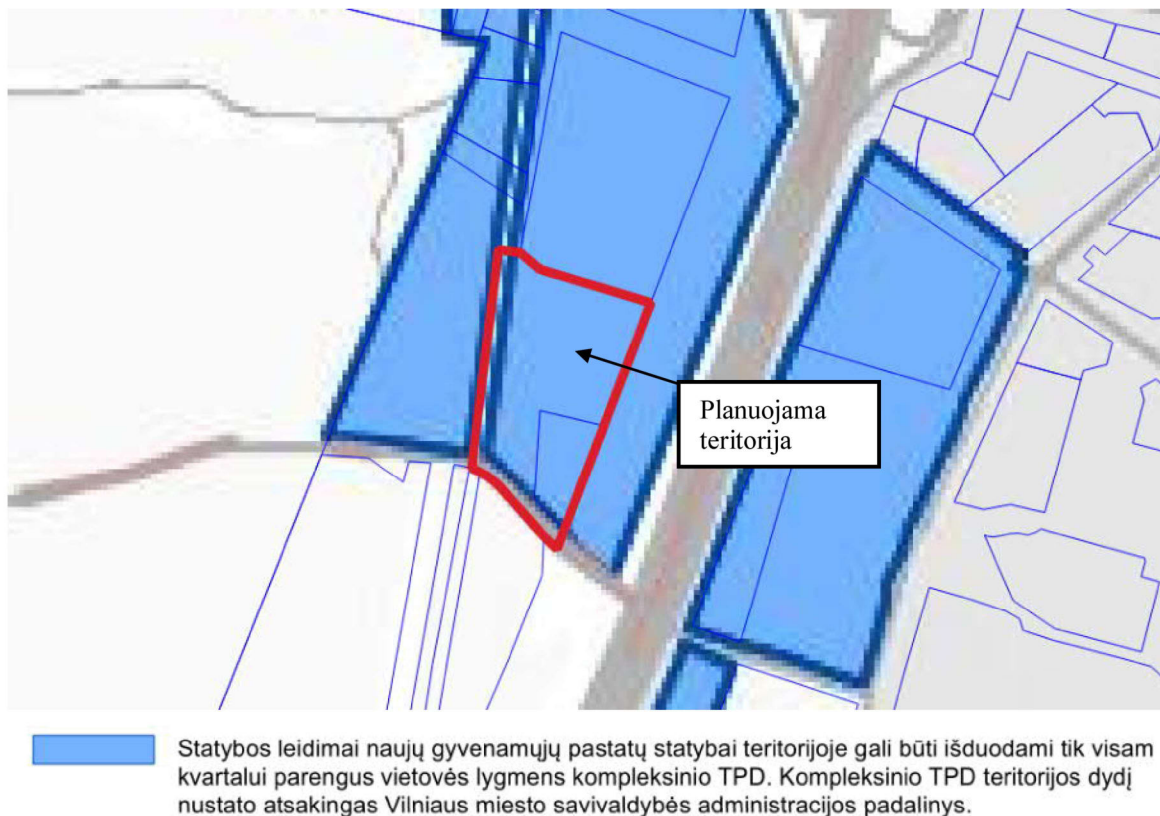 Planuojama
teritorija
Statybos leidimai naujų gyvenamųjų pastatų statybai teritorijoje gali būti išduodami tik visam
kvartalui parengus vietovės lygmens kompleksinio TPD. Kompleksinio TPD teritorijos dydį
nustato atsakingas Vilniaus miesto savivaldybės administracijos padalinys.